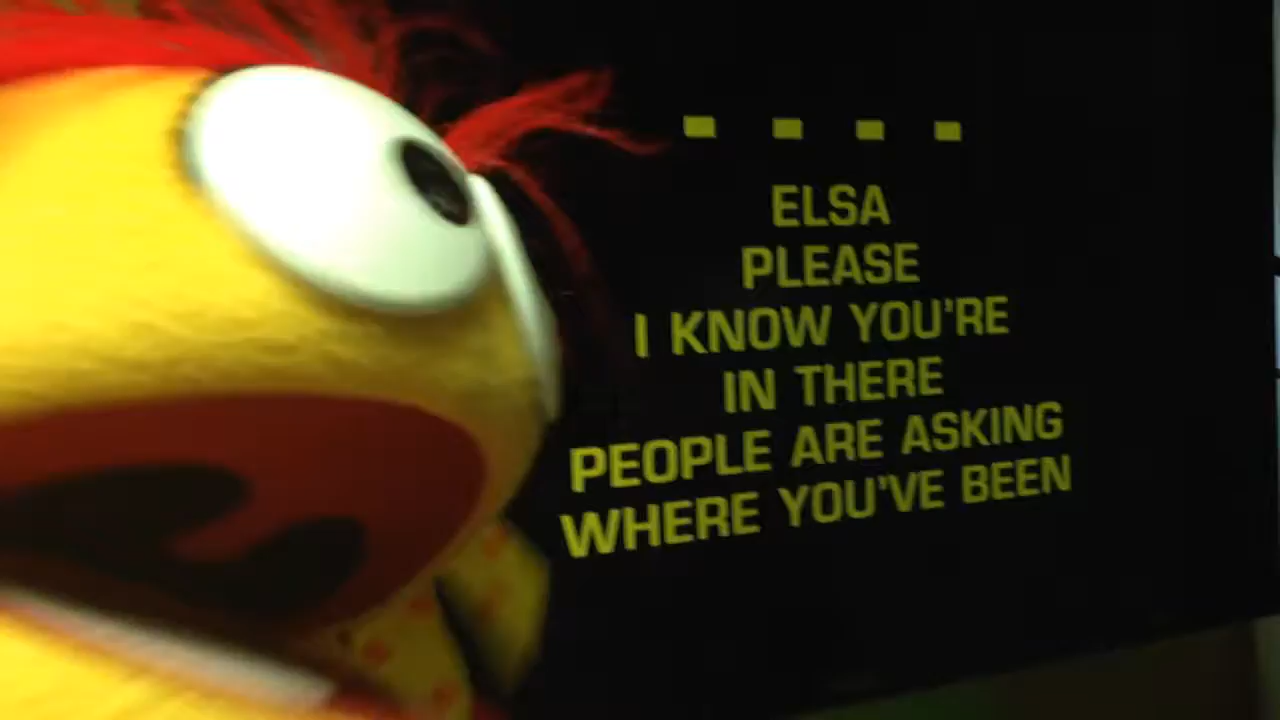 ELSA
PLEASE
I KNOW YOU'RE
IN THERE
PEOPLE ARE ASKING
WHERE YOU'VE BEEN